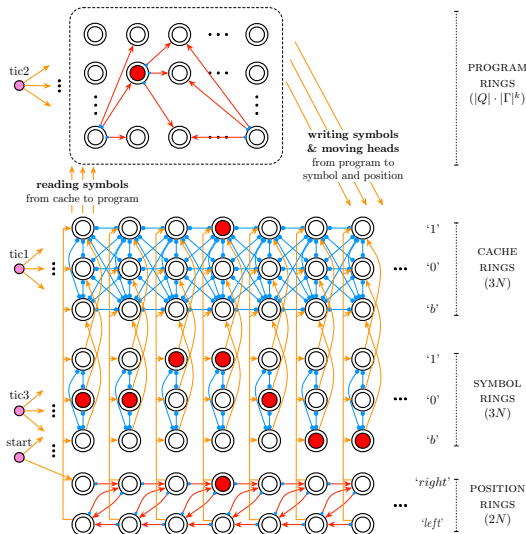 tic2
PROGRAM
RINGS
(|Q| · |Γ|^k)
writing symbols
& moving heads
from program to
symbol and position
reading symbols
from cache to program
‘1’
tic1
‘0’
CACHE
RINGS
(3N)
‘b’
‘1’
tic3
‘0’
SYMBOL
RINGS
(3N)
start
‘b’
‘right’
POSITION
RINGS
(2N)
‘left’